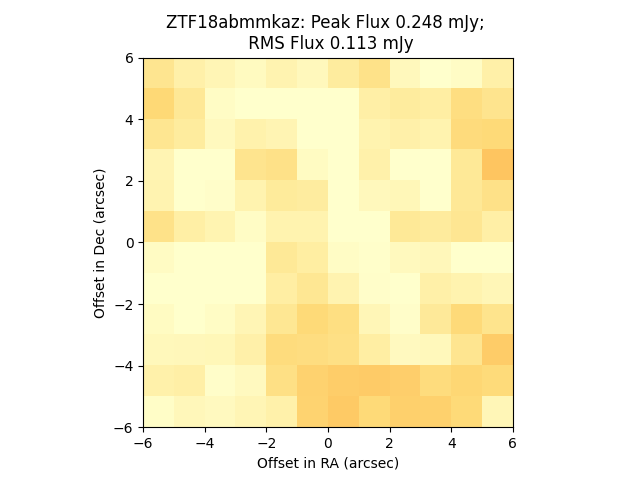 ZTF18abmmkaz: Peak Flux 0.248 mJy;
RMS Flux 0.113 mJy
6
4
2
0
−2
−4
−6
Offset in Dec (arcsec)
−6 −4 −2 0 2 4 6
Offset in RA (arcsec)